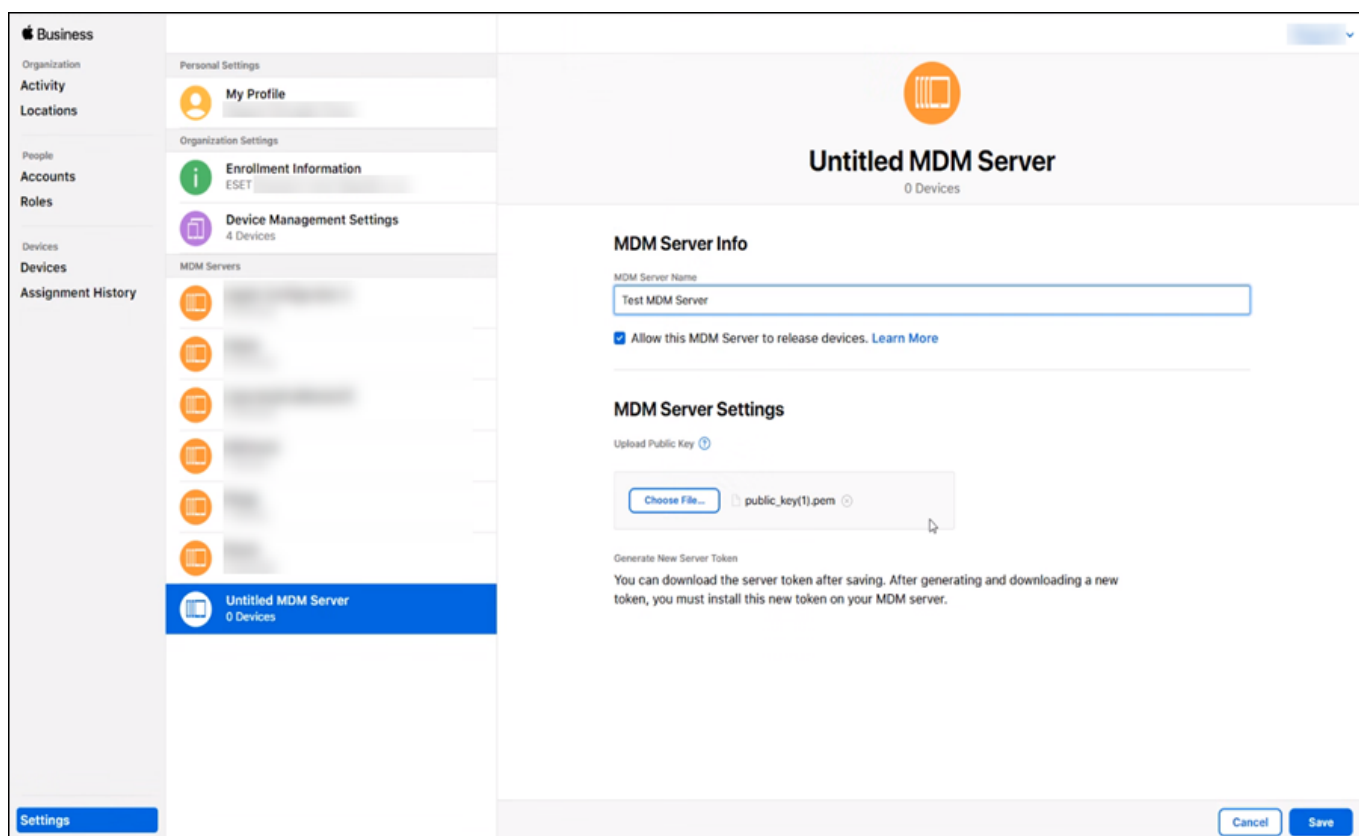 Business
Organization
Activity
Locations
People
Accounts
Roles
Devices
Devices
Assignment History
Settings
Personal Settings
My Profile
Organization Settings
Enrollment Information
ESET
Device Management Settings
4 Devices
MDM Servers
Untitled MDM Server
0 Devices
Untitled MDM Server
0 Devices
MDM Server Info
MDM Server Name
Test MDM Server
Allow this MDM Server to release devices. Learn More
MDM Server Settings
Upload Public Key ?
Choose File... public_key(1).pem
Generate New Server Token
You can download the server token after saving. After generating and downloading a new
token, you must install this new token on your MDM server.
Cancel Save